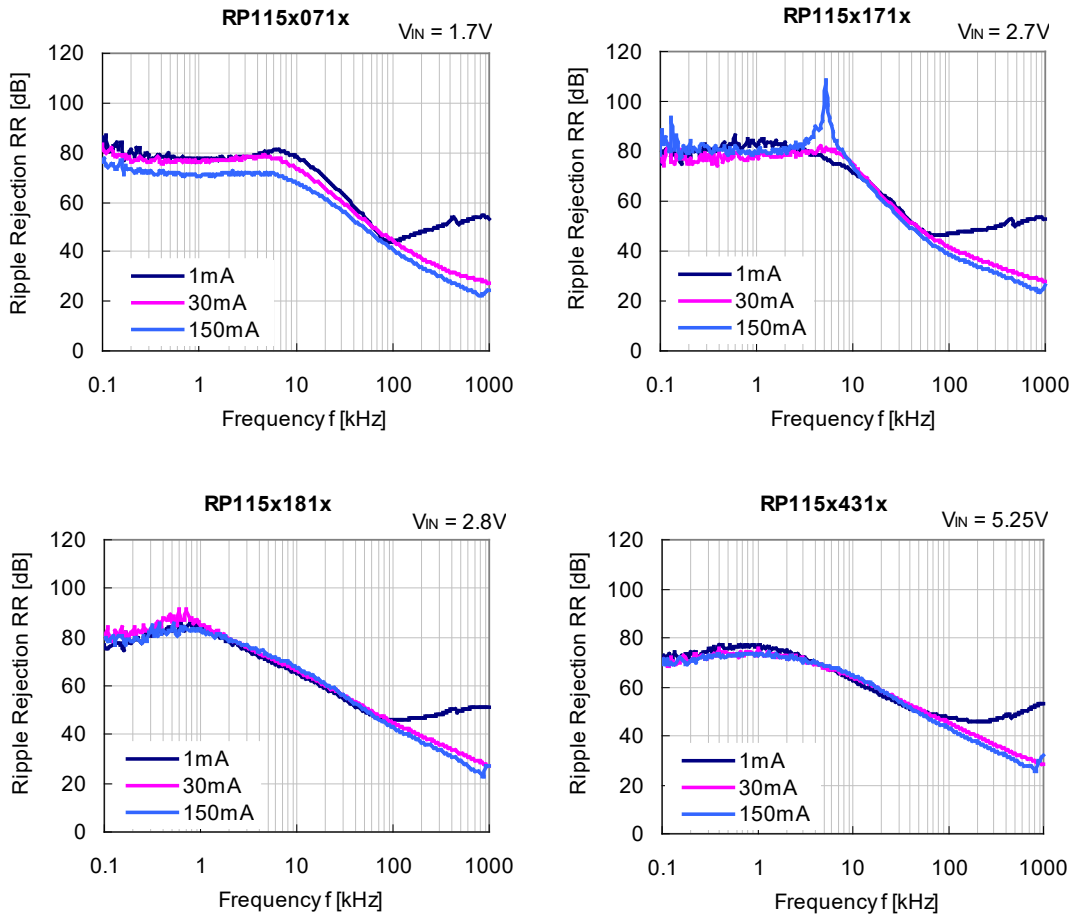 RP115x071x
VIN = 1.7V
Ripple Rejection RR [dB]
120
100
80
60
40
20
0
1mA
30mA
150mA
0.1
1
10
100
1000
Frequency f [kHz]
RP115x171x
VIN = 2.7V
Ripple Rejection RR [dB]
120
100
80
60
40
20
0
1mA
30mA
150mA
0.1
1
10
100
1000
Frequency f [kHz]
RP115x181x
VIN = 2.8V
Ripple Rejection RR [dB]
120
100
80
60
40
20
0
1mA
30mA
150mA
0.1
1
10
100
1000
Frequency f [kHz]
RP115x431x
VIN = 5.25V
Ripple Rejection RR [dB]
120
100
80
60
40
20
0
1mA
30mA
150mA
0.1
1
10
100
1000
Frequency f [kHz]